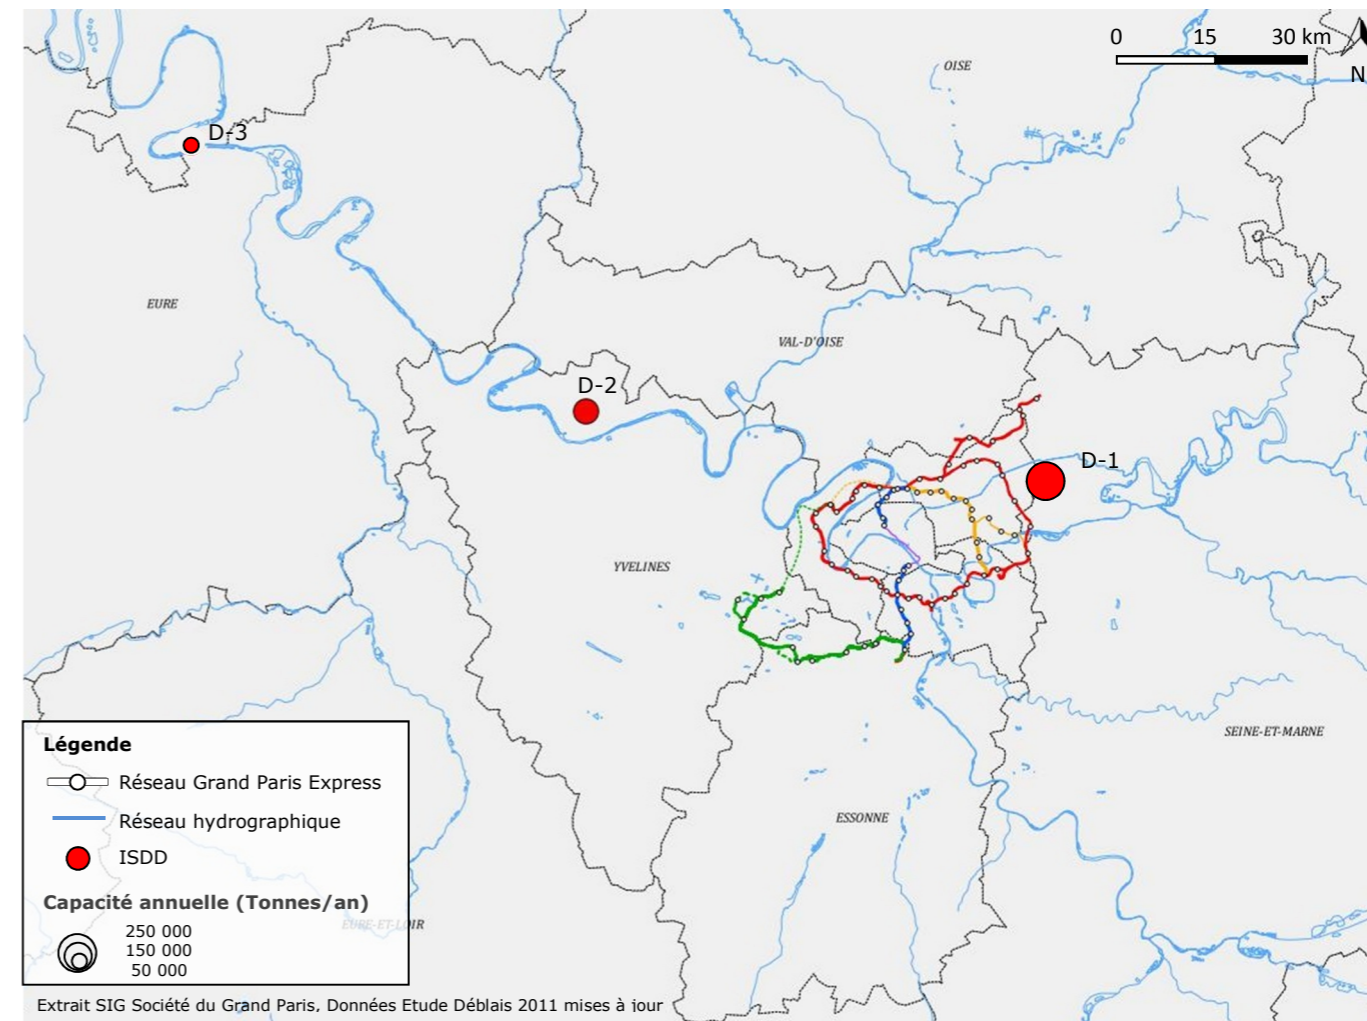 0 15 30 km
N
OISE
D-3
EURE
VAL-D'OISE
D-2
D-1
YVELINES
SEINE-ET-MARNE
ESSONNE
Légende
Réseau Grand Paris Express
Réseau hydrographique
ISDD
Capacité annuelle (Tonnes/an)
EURE-ET-LOIR
250 000
150 000
50 000
Extrait SIG Société du Grand Paris, Données Etude Déblais 2011 mises à jour